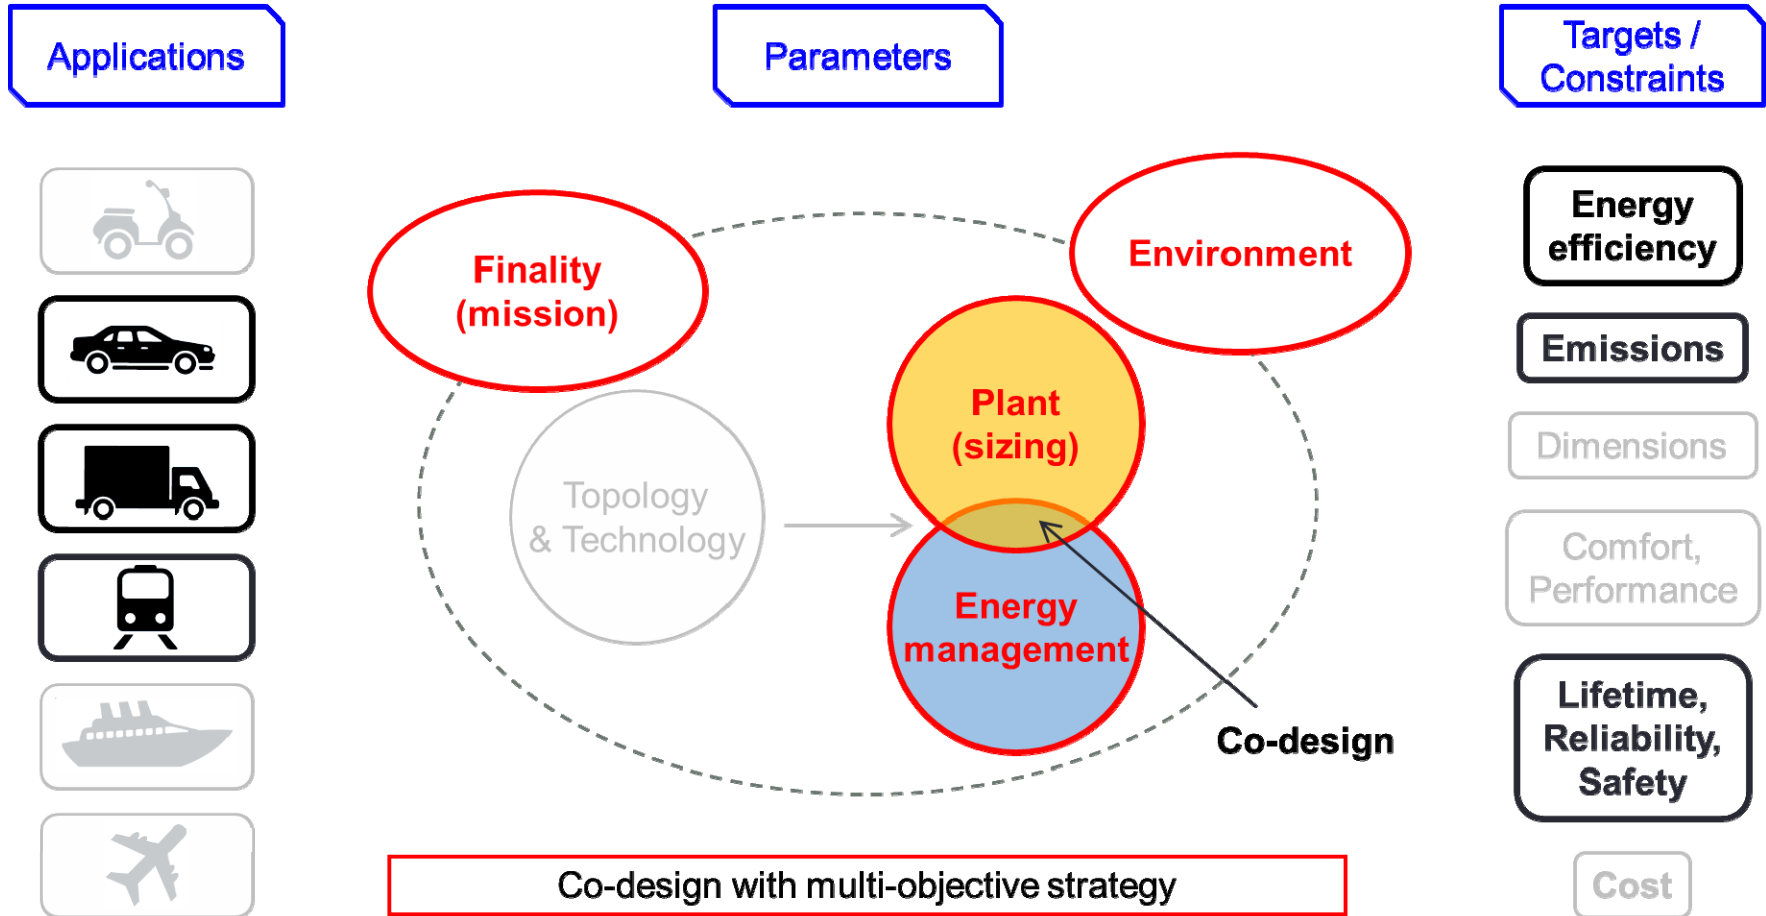 Applications
Parameters
Targets /
Constraints
Finality
(mission)
Environment
Plant
(sizing)
Topology
& Technology
Energy
management
Co-design
Energy
efficiency
Emissions
Dimensions
Comfort,
Performance
Lifetime,
Reliability,
Safety
Cost
Co-design with multi-objective strategy